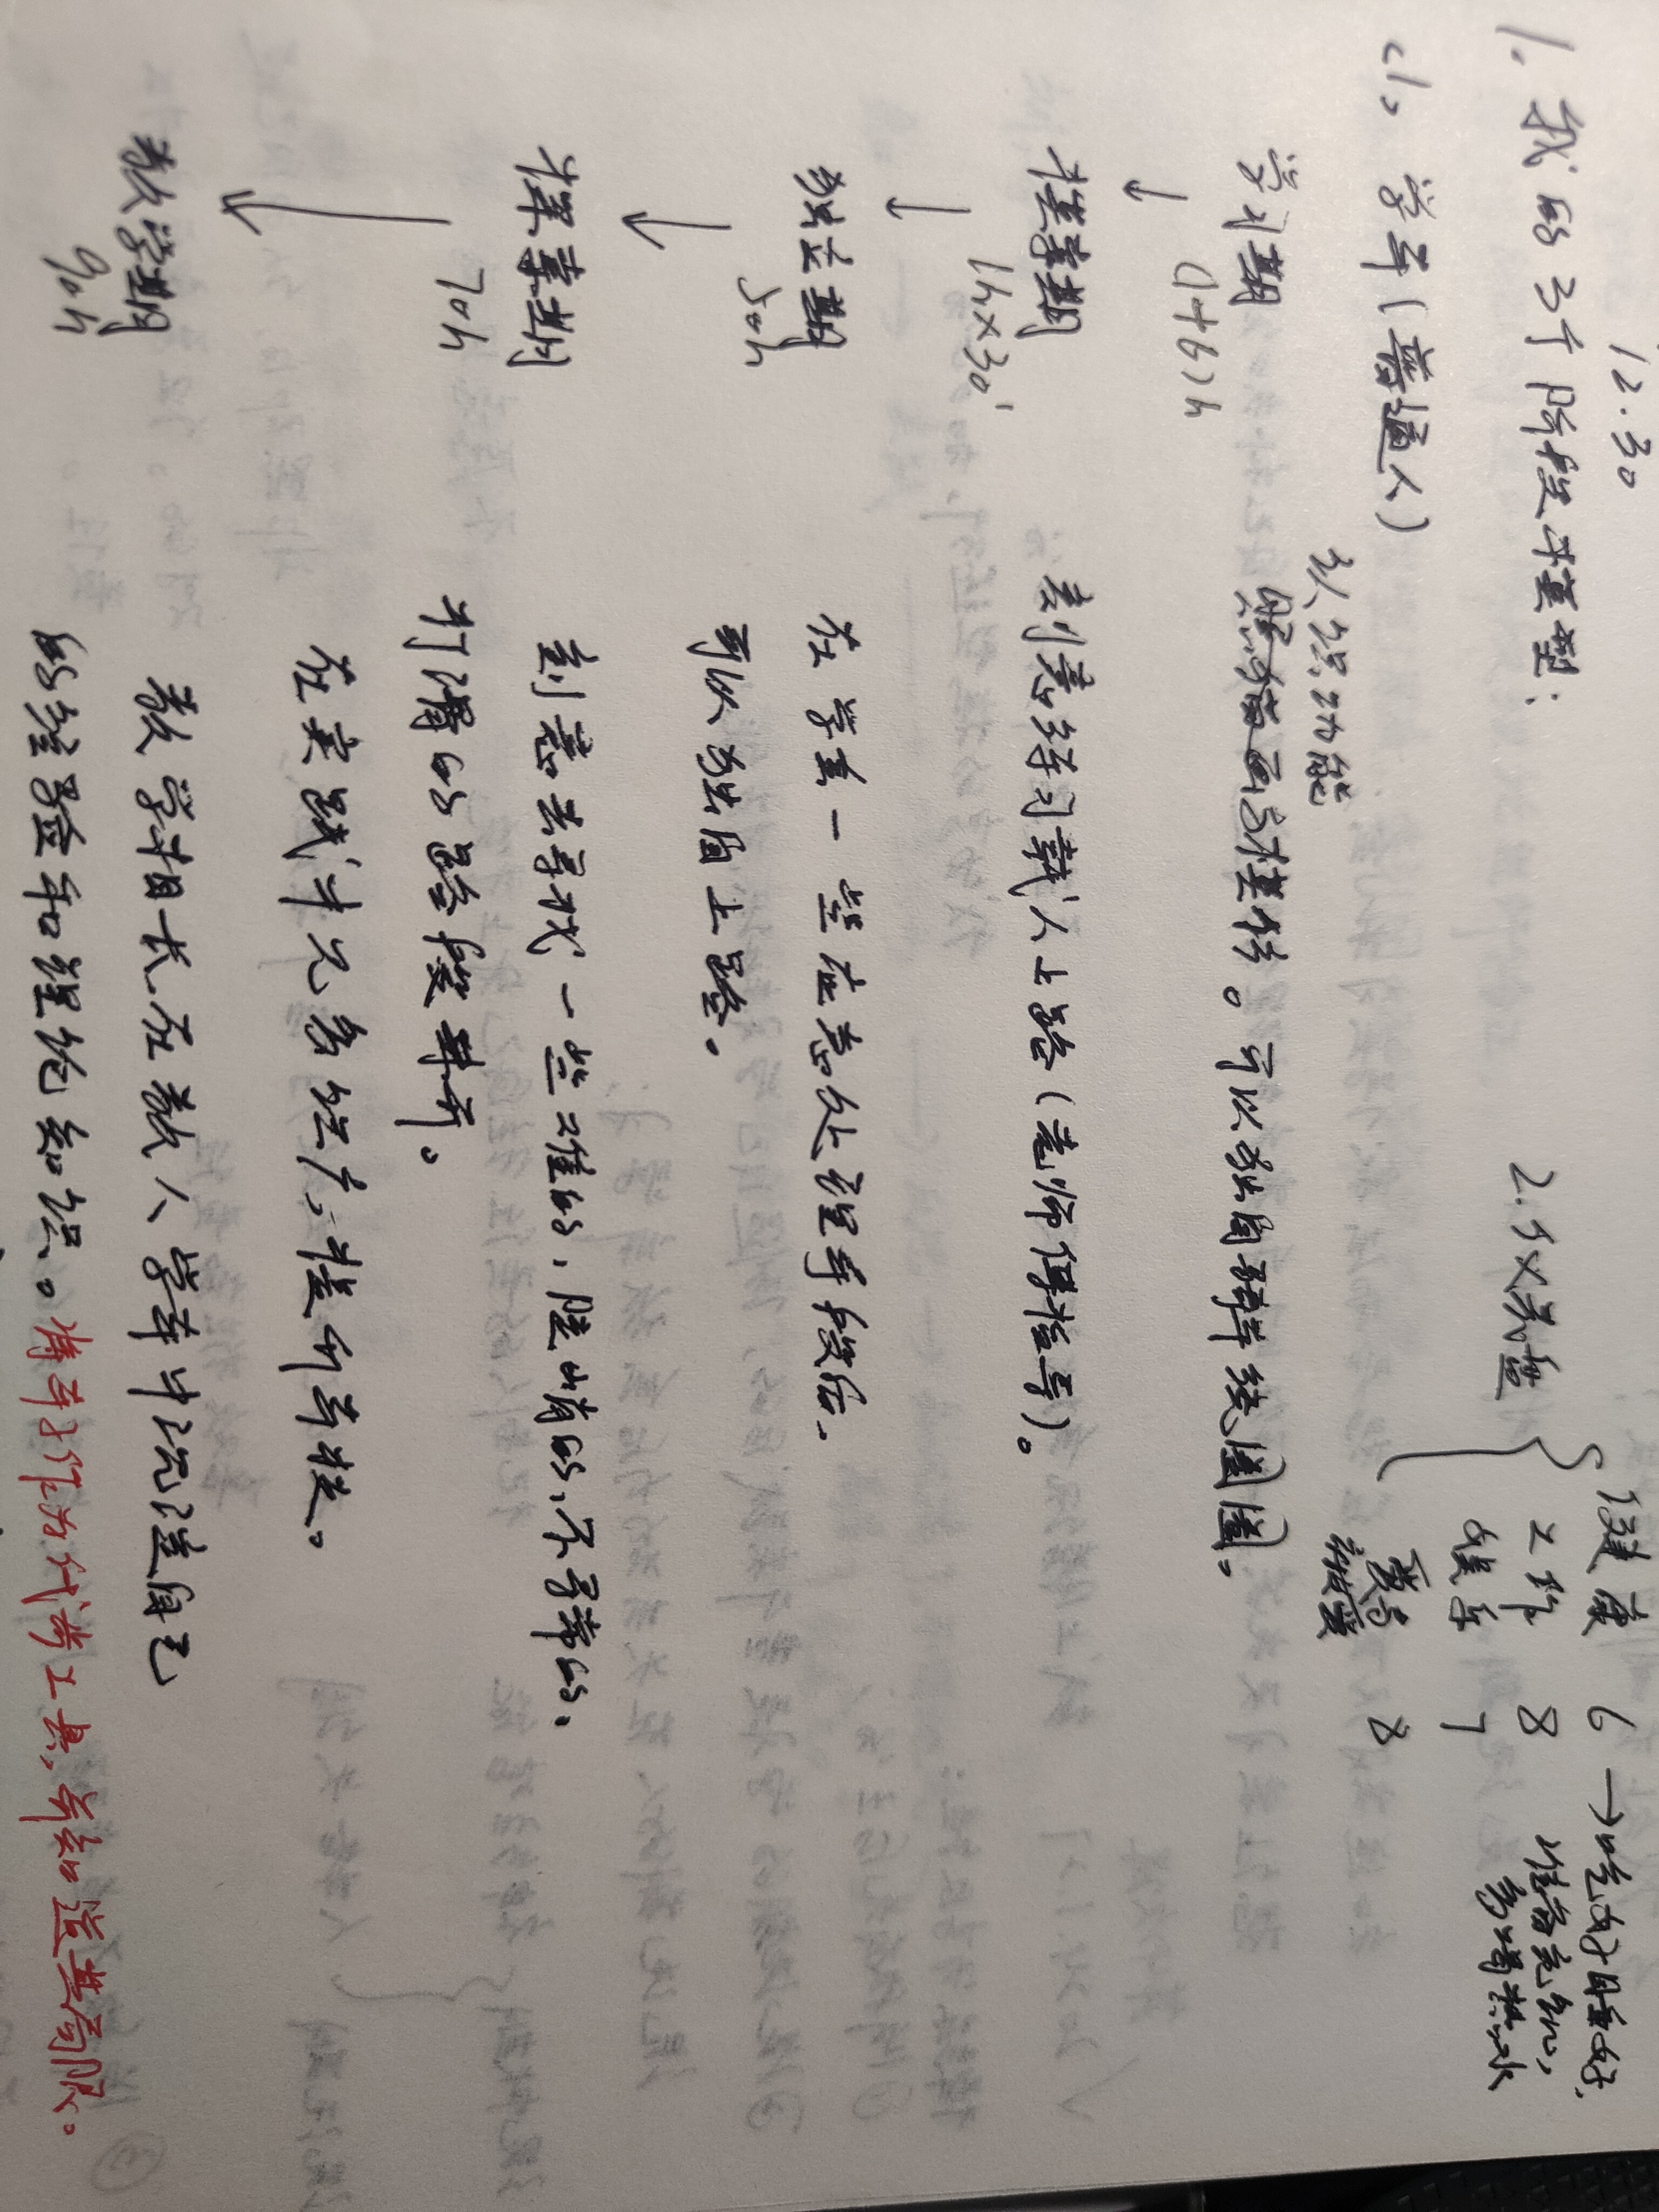 12.30
1. 我的3个阶段模型：
2. 仪表盘
健康 6 →吃好睡好,
准备充分,
多喝热水
工作 8
娱乐 7
爱与 8
被爱
(1) 学车(普通人)
认识功能
学习期 照猫画虎模仿。可以独自骑车绕圈圈。
(1+6)h
↓
摸索期 刻意练习载人上路(老师傅指导)。
1h×30'
↓
独立期 在学会一些应急处理手段后,
50h
可以独自上路。
↓
探索期 刻意去寻找一些难的,陡峭的,不寻常的,
70h
打滑的路段来开。
在实践中见多识广,提升车技。
↓
教学期 教学相长,在教人学车中沉淀自己
90h
的经验和理论知识。将车子作为代步工具,并知道其局限。